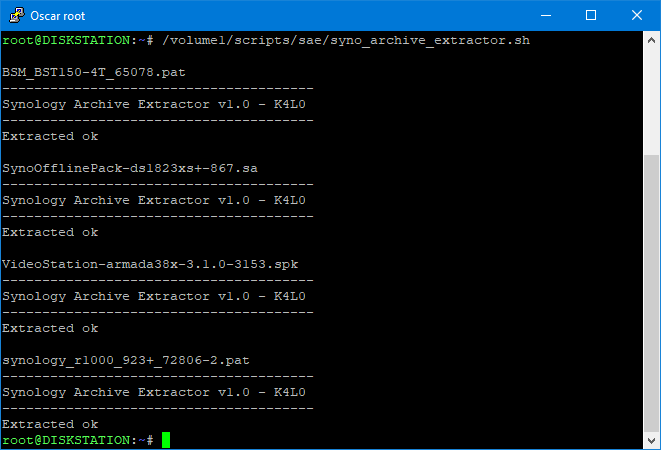 Oscar root
root@DISKSTATION:~# /volume1/scripts/sae/syno_archive_extractor.sh
BSM_BST150-4T_65078.pat
---------------------------------------
Synology Archive Extractor v1.0 - K4L0
---------------------------------------
Extracted ok
SynoOfflinePack-ds1823xs+-867.sa
---------------------------------------
Synology Archive Extractor v1.0 - K4L0
---------------------------------------
Extracted ok
VideoStation-armada38x-3.1.0-3153.spk
---------------------------------------
Synology Archive Extractor v1.0 - K4L0
---------------------------------------
Extracted ok
synology_r1000_923+_72806-2.pat
---------------------------------------
Synology Archive Extractor v1.0 - K4L0
---------------------------------------
Extracted ok
root@DISKSTATION:~#